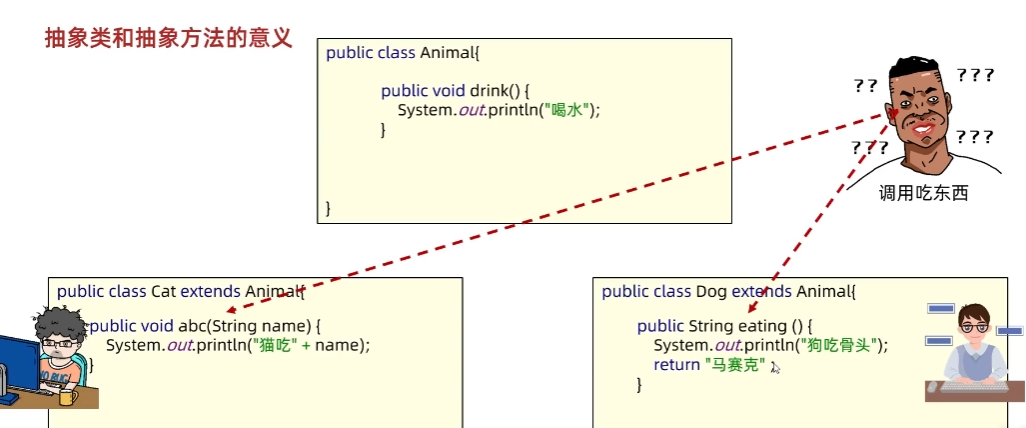 抽象类和抽象方法的意义
public class Animal{
public void drink() {
System.out.println("喝水");
}
}
??
???
???
???
调用吃东西
public class Cat extends Animal{
public void abc(String name) {
System.out.println("猫吃" + name);
}
public class Dog extends Animal{
public String eating () {
System.out.println("狗吃骨头");
return "马赛克"
}